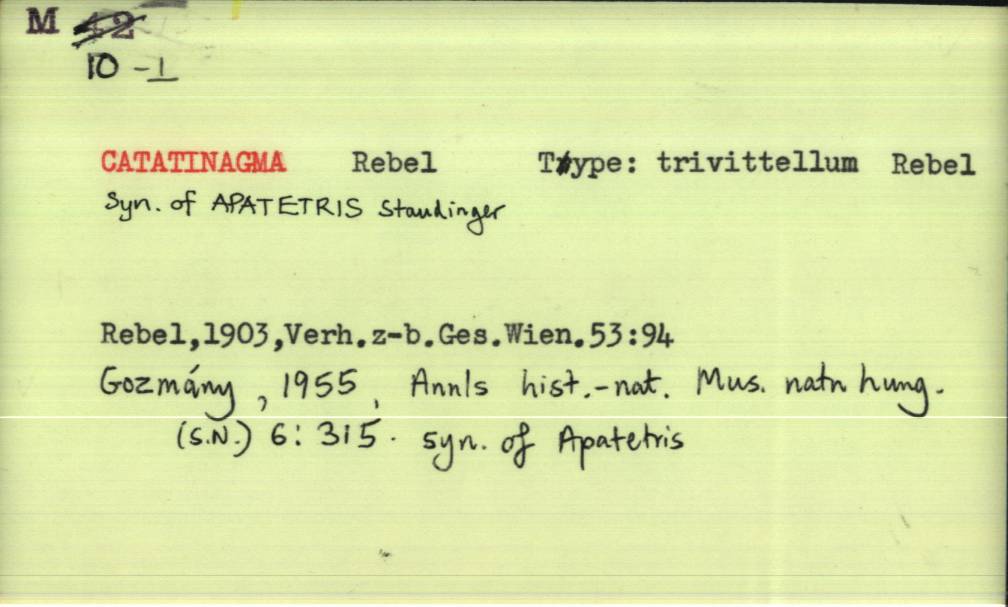 M 42
10 -1
CATATINAGMA Rebel Type: trivittellum Rebel
Syn. of APATETRIS Staudinger
Rebel,1903,Verh.z-b.Ges.Wien.53:94
Gozmány, 1955, Annls hist.-nat. Mus. natn hung.
(S.N.) 6: 315. syn. of Apatetris